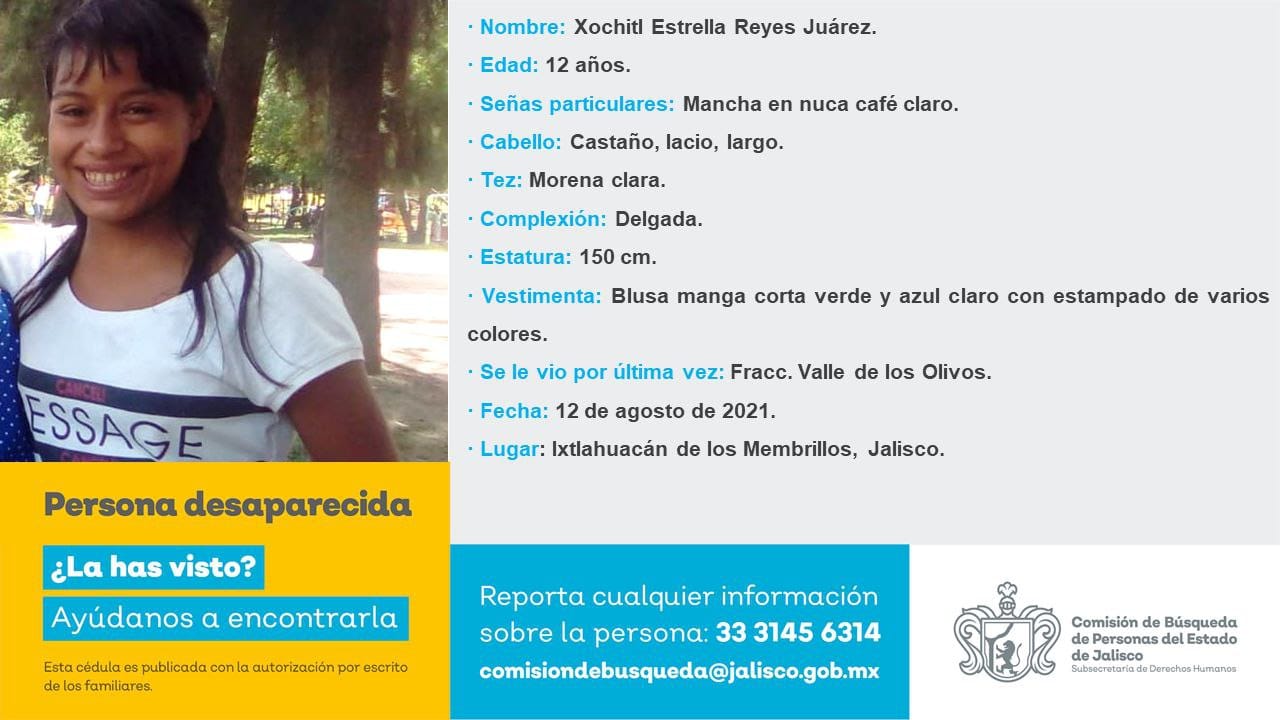 · Nombre: Xochitl Estrella Reyes Juárez.
· Edad: 12 años.
· Señas particulares: Mancha en nuca café claro.
· Cabello: Castaño, lacio, largo.
· Tez: Morena clara.
· Complexión: Delgada.
· Estatura: 150 cm.
· Vestimenta: Blusa manga corta verde y azul claro con estampado de varios
colores.
· Se le vio por última vez: Fracc. Valle de los Olivos.
· Fecha: 12 de agosto de 2021.
· Lugar: Ixtlahuacán de los Membrillos, Jalisco.
CANCEL!
ESSAGE
Persona desaparecida
¿La has visto?
Ayúdanos a encontrarla
Esta cédula es publicada con la autorización por escrito
de los familiares.
Reporta cualquier información
sobre la persona: 33 3145 6314
comisiondebusqueda@jalisco.gob.mx
Comisión de Búsqueda
de Personas del Estado
de Jalisco
Subsecretaría de Derechos Humanos